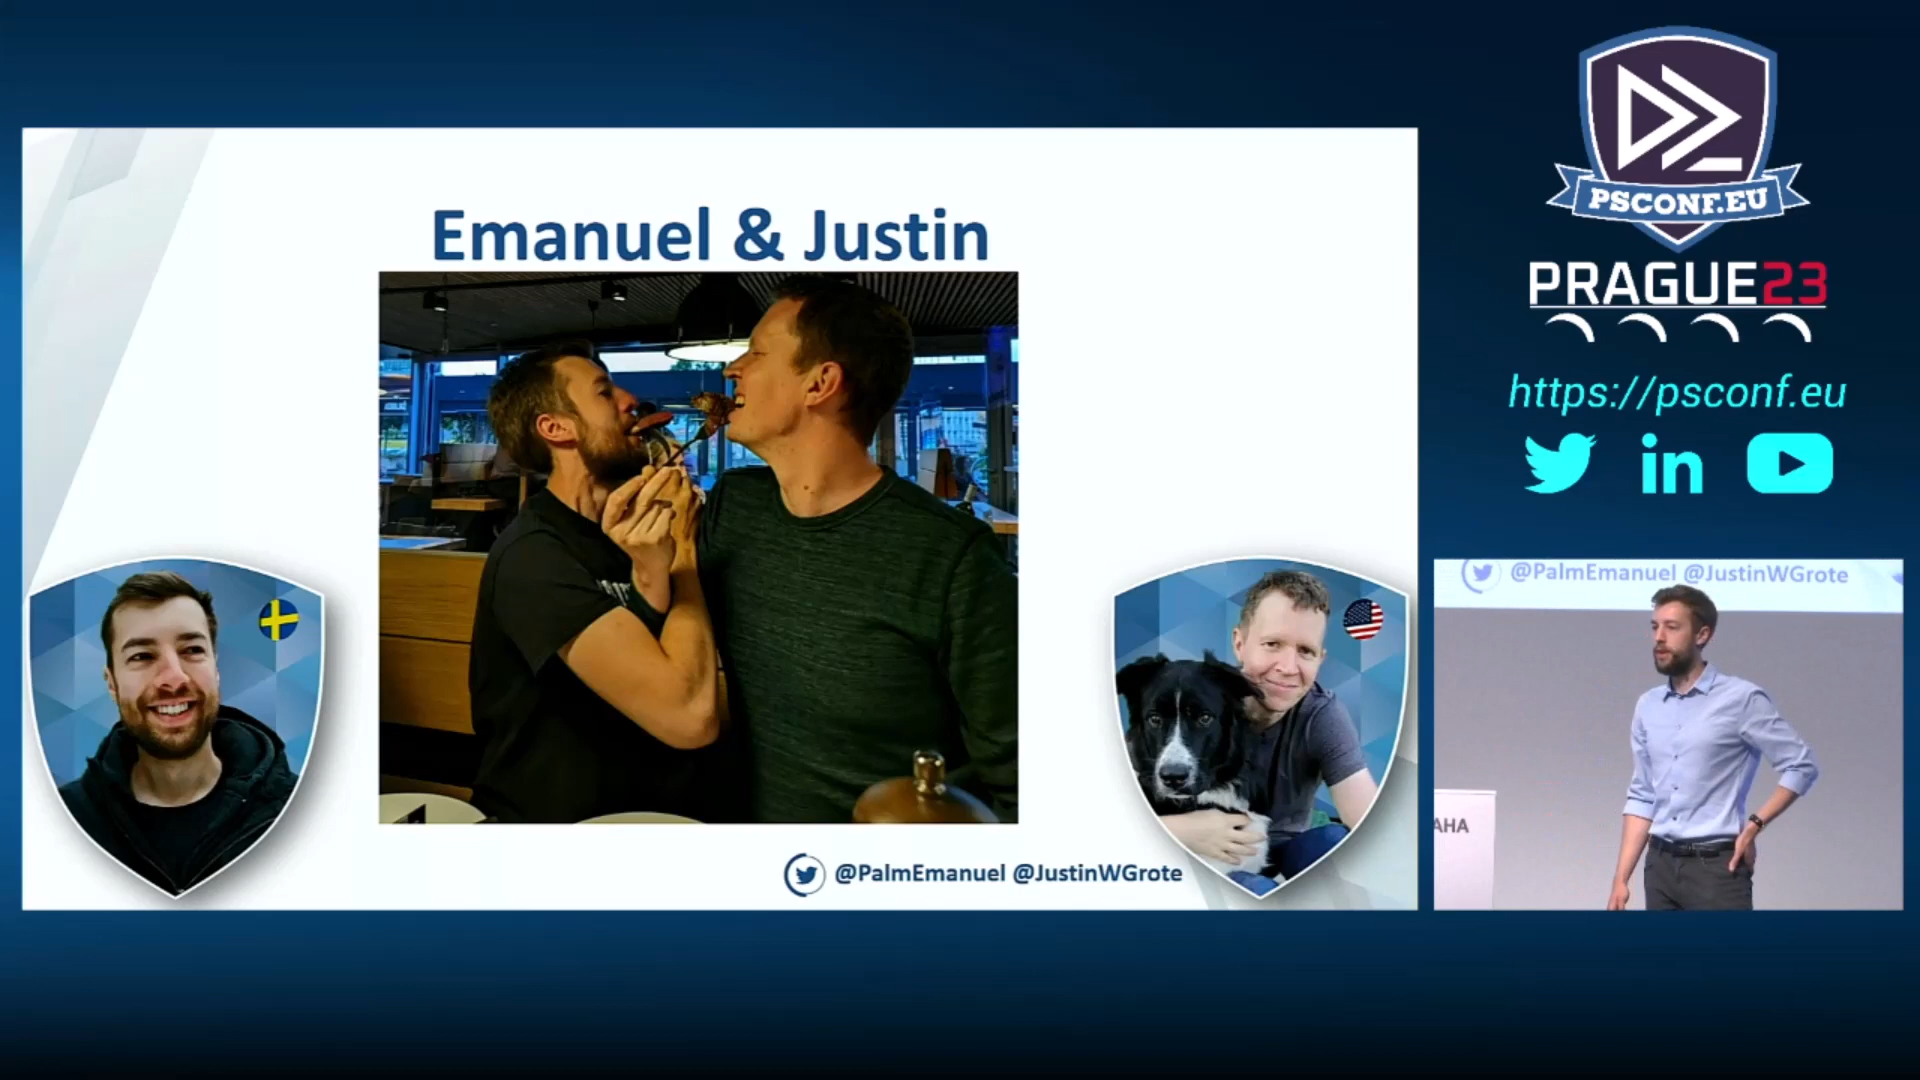 Emanuel & Justin
@PalmEmanuel @JustinWGrote
PSCONF.EU
PRAGUE23
https://psconf.eu
in
@PalmEmanuel @JustinWGrote
AHA